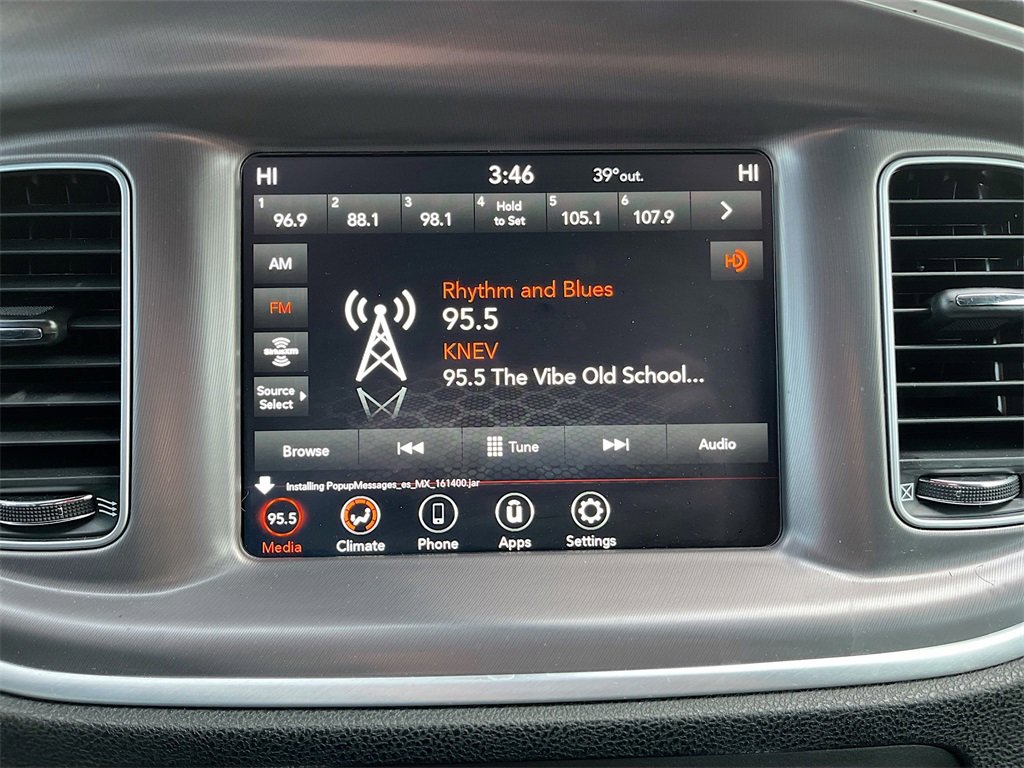 HI 3:46 39°out. HI
1 96.9 2 88.1 3 98.1 4 Hold to Set 5 105.1 6 107.9
AM
HD
FM
Rhythm and Blues
95.5
SiriusXM
KNEV
95.5 The Vibe Old School...
Source
Select
Browse Tune Audio
Installing PopupMessages_es_MX_161400.jar
95.5
Media Climate Phone Apps Settings